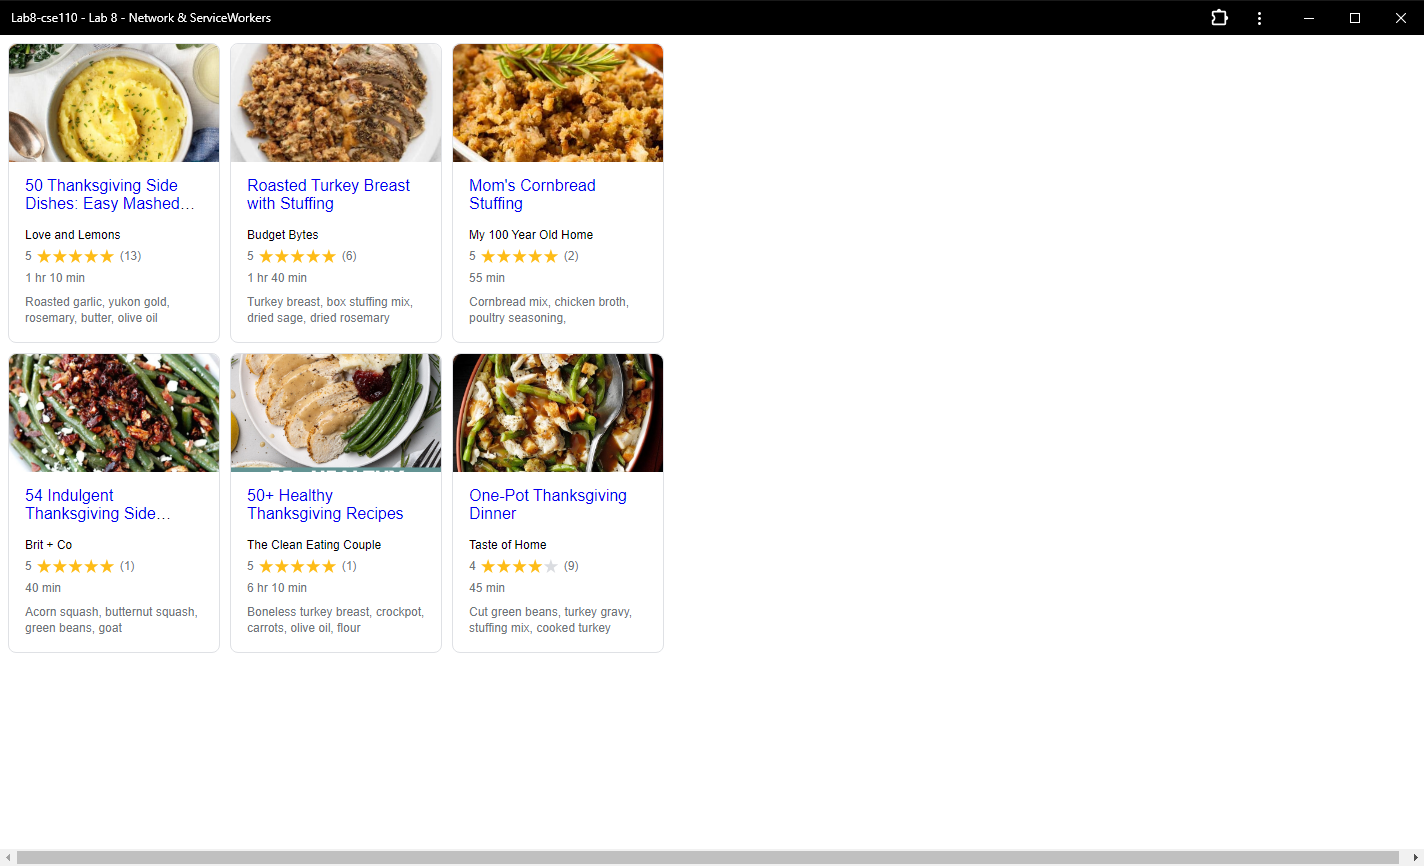 Lab8-cse110 - Lab 8 - Network & ServiceWorkers
50 Thanksgiving Side
Dishes: Easy Mashed…
Love and Lemons
5 (13)
1 hr 10 min
Roasted garlic, yukon gold,
rosemary, butter, olive oil
Roasted Turkey Breast
with Stuffing
Budget Bytes
5 (6)
1 hr 40 min
Turkey breast, box stuffing mix,
dried sage, dried rosemary
Mom's Cornbread
Stuffing
My 100 Year Old Home
5 (2)
55 min
Cornbread mix, chicken broth,
poultry seasoning,
54 Indulgent
Thanksgiving Side…
Brit + Co
5 (1)
40 min
Acorn squash, butternut squash,
green beans, goat
50+ Healthy
Thanksgiving Recipes
The Clean Eating Couple
5 (1)
6 hr 10 min
Boneless turkey breast, crockpot,
carrots, olive oil, flour
One-Pot Thanksgiving
Dinner
Taste of Home
4 (9)
45 min
Cut green beans, turkey gravy,
stuffing mix, cooked turkey